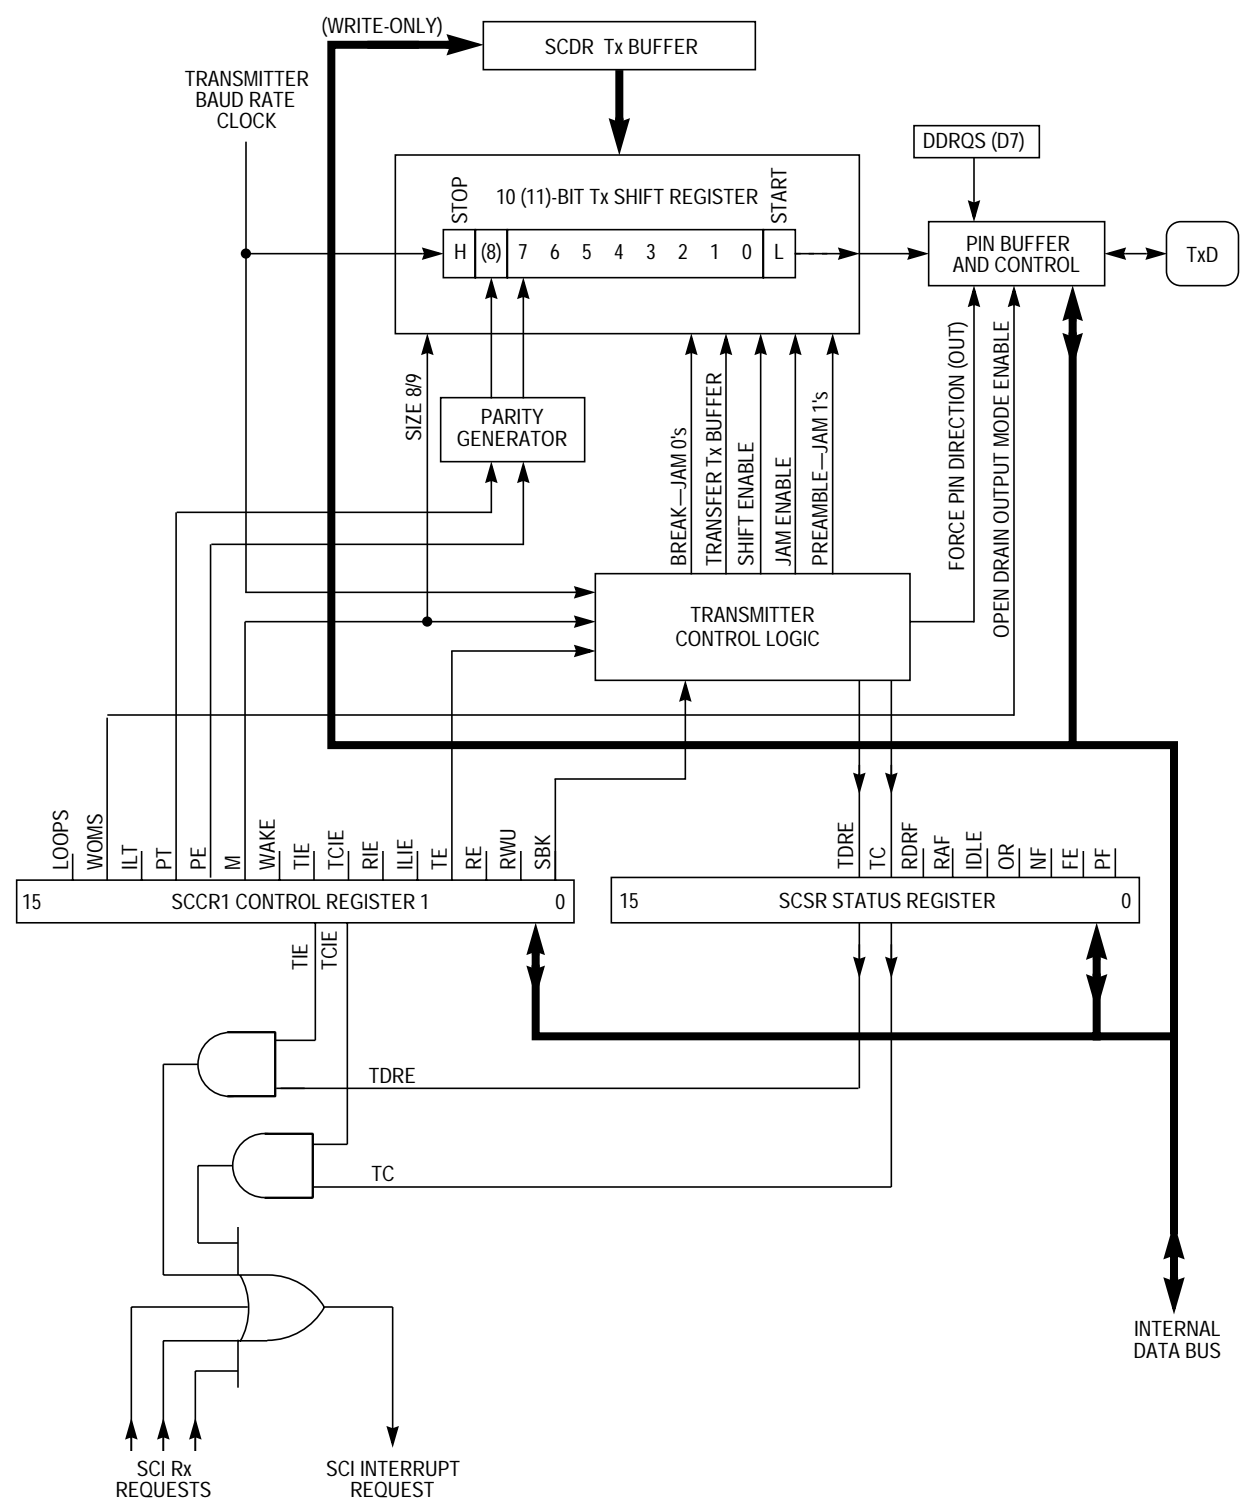 (WRITE-ONLY)
SCDR Tx BUFFER
TRANSMITTER
BAUD RATE
CLOCK
DDRQS (D7)
STOP
10 (11)-BIT Tx SHIFT REGISTER
START
H (8) 7 6 5 4 3 2 1 0 L
PIN BUFFER
AND CONTROL
TxD
SIZE 8/9
PARITY
GENERATOR
BREAK—JAM 0's
TRANSFER Tx BUFFER
SHIFT ENABLE
JAM ENABLE
PREAMBLE—JAM 1's
FORCE PIN DIRECTION (OUT)
OPEN DRAIN OUTPUT MODE ENABLE
TRANSMITTER
CONTROL LOGIC
LOOPS
WOMS
ILT
PT
PE
M
WAKE
TIE
TCIE
RIE
ILIE
TE
RE
RWU
SBK
TDRE
TC
RDRF
RAF
IDLE
OR
NF
FE
PF
15 SCCR1 CONTROL REGISTER 1 0
15 SCSR STATUS REGISTER 0
TIE
TCIE
TDRE
TC
INTERNAL
DATA BUS
SCI Rx
REQUESTS
SCI INTERRUPT
REQUEST